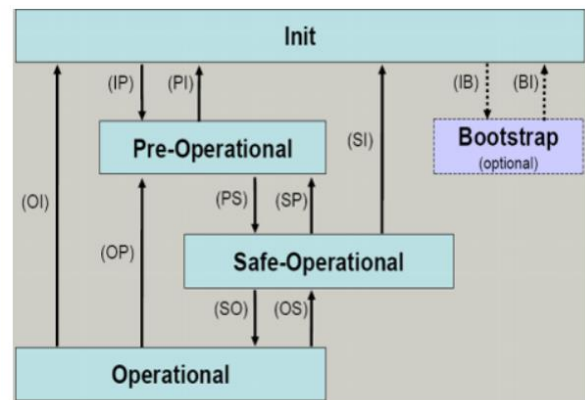 Init
(IP)
(PI)
(IB)
(BI)
Pre-Operational
(SI)
Bootstrap
(optional)
(OI)
(PS)
(SP)
(OP)
Safe-Operational
(SO)
(OS)
Operational